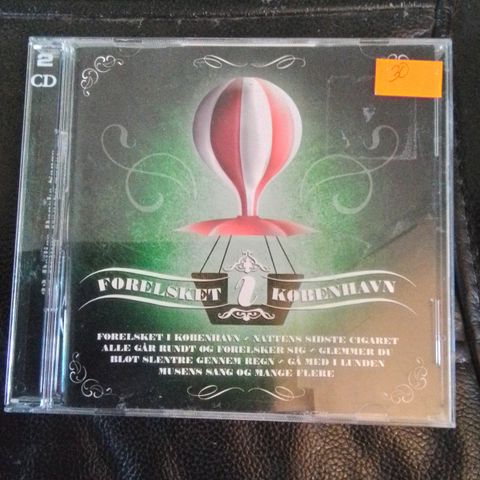 2
CD
30
FORELSKET i KØBENHAVN
FORELSKET I KØBENHAVN ~ NATTENS SIDSTE CIGARET
ALLE GÅR RUNDT OG FORELSKER SIG ~ GLEMMER DU
BLOT SLENTRE GENNEM REGN ~ GÅ MED I LUNDEN
MUSENS SANG OG MANGE FLERE